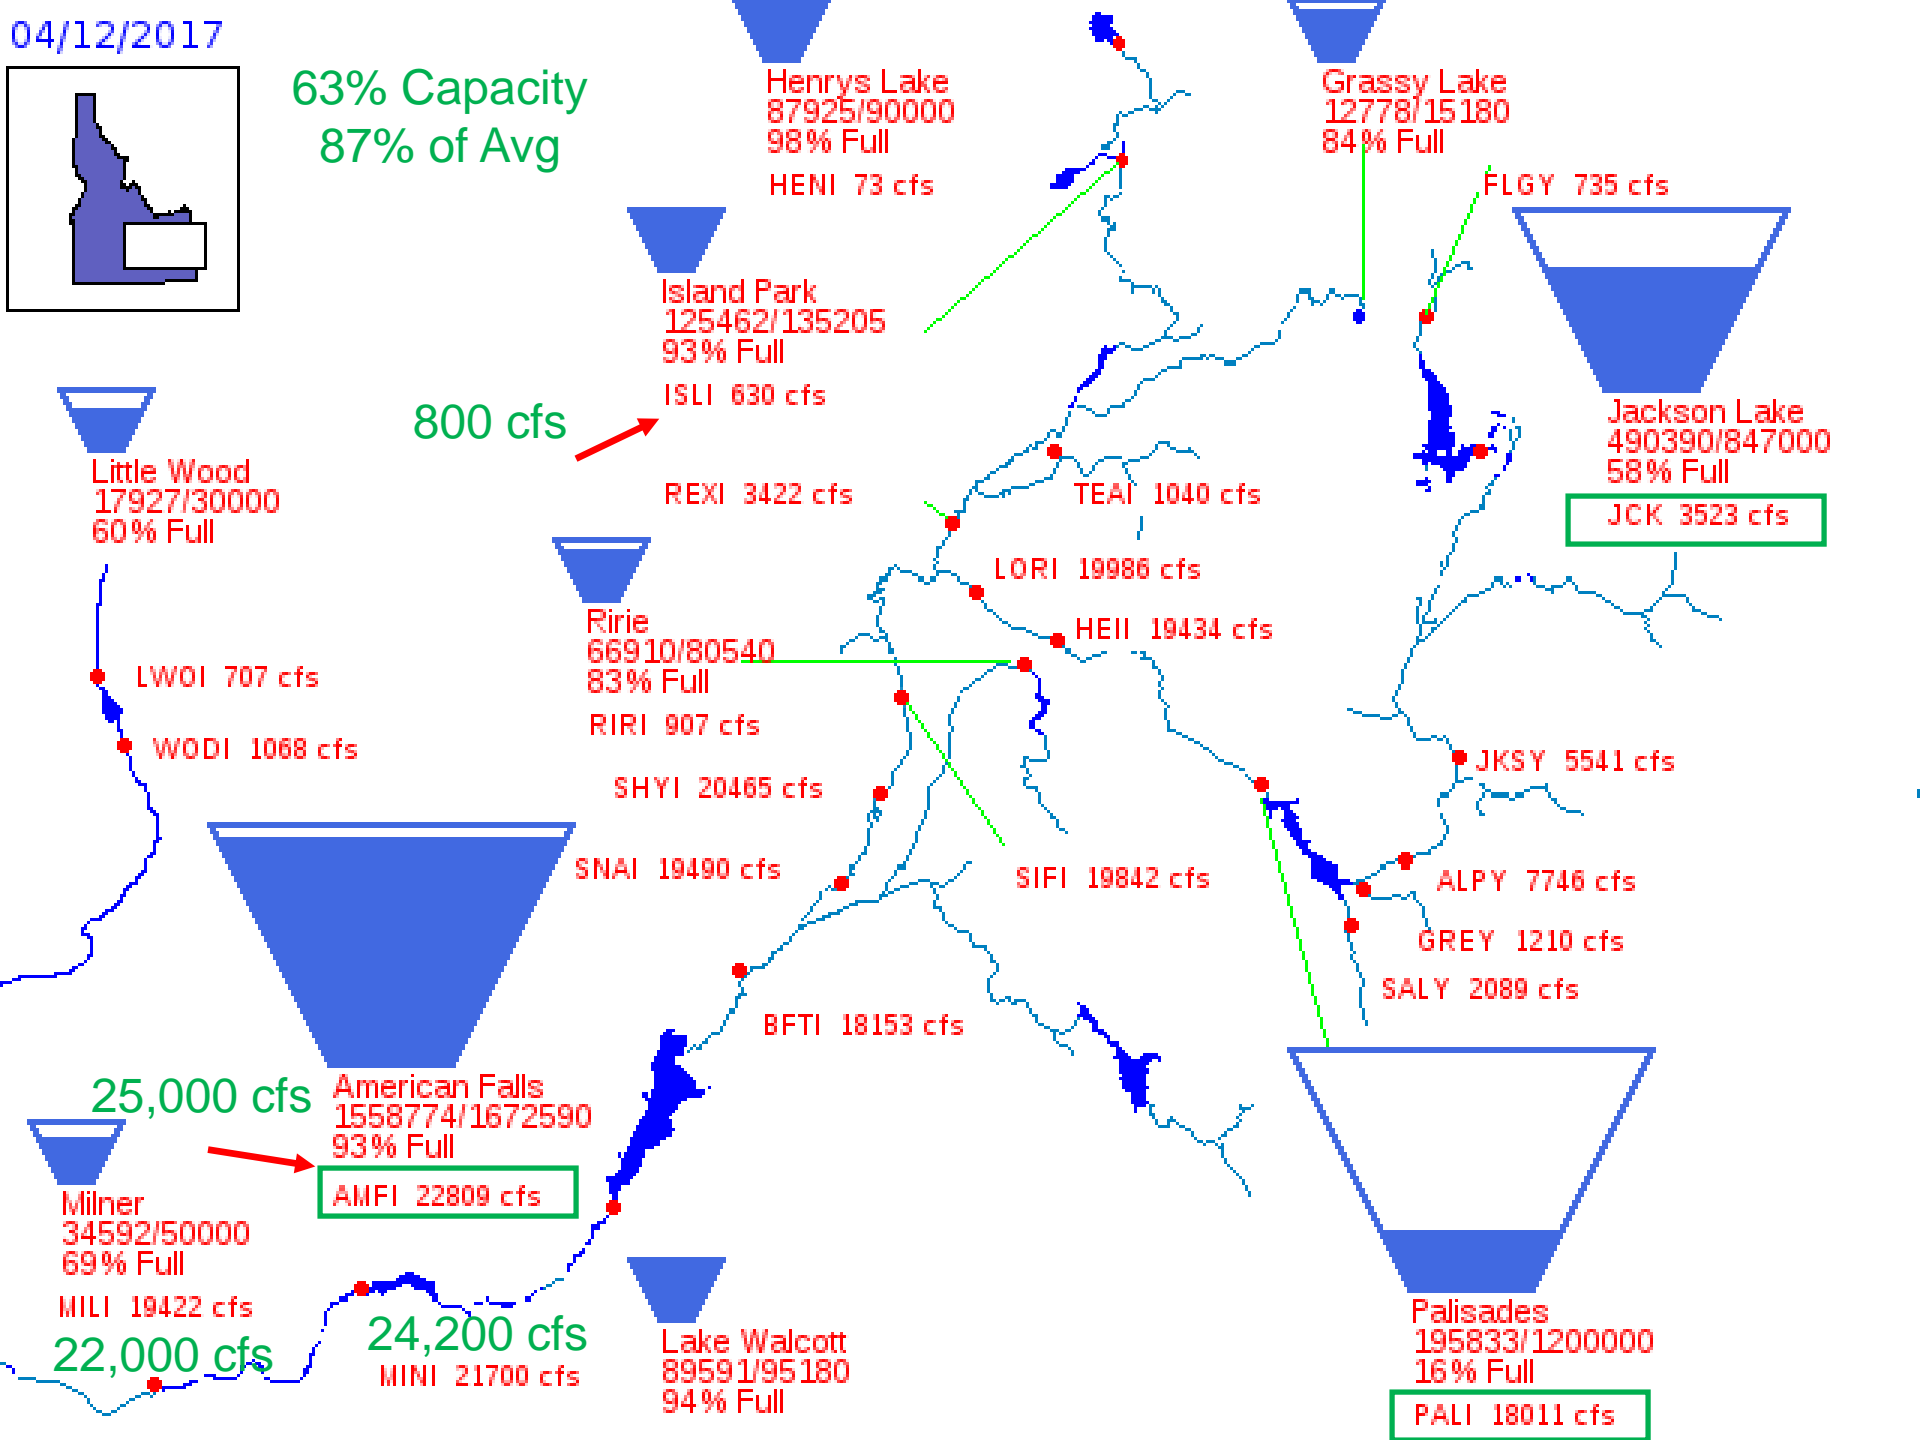 04/12/2017
63% Capacity
87% of Avg
Henrys Lake
87925/90000
98% Full
HENI 73 cfs
Grassy Lake
12778/15180
84% Full
FLGY 735 cfs
Island Park
125462/135205
93% Full
ISLI 630 cfs
800 cfs
Jackson Lake
490390/847000
58% Full
JCK 3523 cfs
Little Wood
17927/30000
60% Full
REXI 3422 cfs
TEAI 1040 cfs
LORI 19986 cfs
HEII 19434 cfs
Ririe
66910/80540
83% Full
RIRI 907 cfs
LWOI 707 cfs
WODI 1068 cfs
SHYI 20465 cfs
JKSY 5541 cfs
SNAI 19490 cfs
SIFI 19842 cfs
ALPY 7746 cfs
GREY 1210 cfs
SALY 2089 cfs
BFTI 18153 cfs
25,000 cfs
American Falls
1558774/1672590
93% Full
AMFI 22809 cfs
Milner
34592/50000
69% Full
MILI 19422 cfs
22,000 cfs
24,200 cfs
MINI 21700 cfs
Lake Walcott
89591/95180
94% Full
Palisades
195833/1200000
16% Full
PALI 18011 cfs